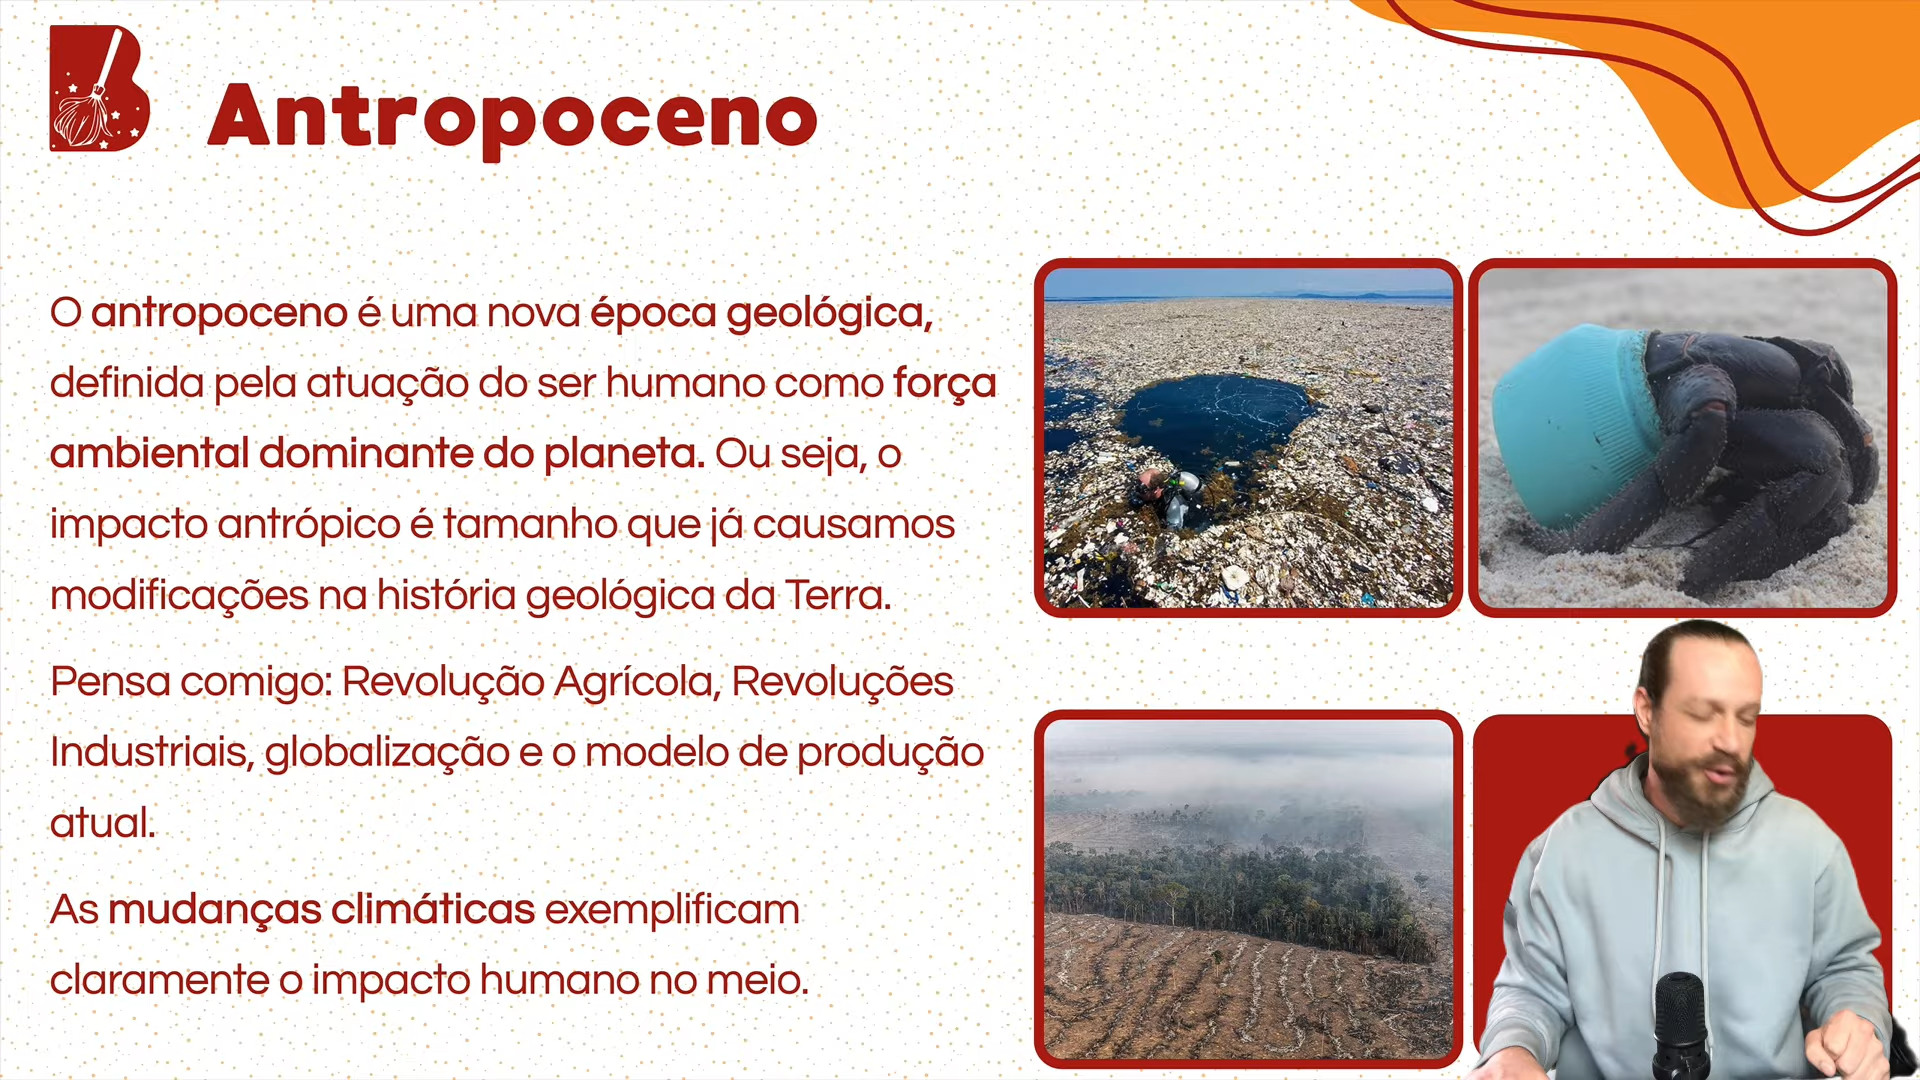 B
Antropoceno
O antropoceno é uma nova época geológica,
definida pela atuação do ser humano como força
ambiental dominante do planeta. Ou seja, o
impacto antrópico é tamanho que já causamos
modificações na história geológica da Terra.
Pensa comigo: Revolução Agrícola, Revoluções
Industriais, globalização e o modelo de produção
atual.
As mudanças climáticas exemplificam
claramente o impacto humano no meio.